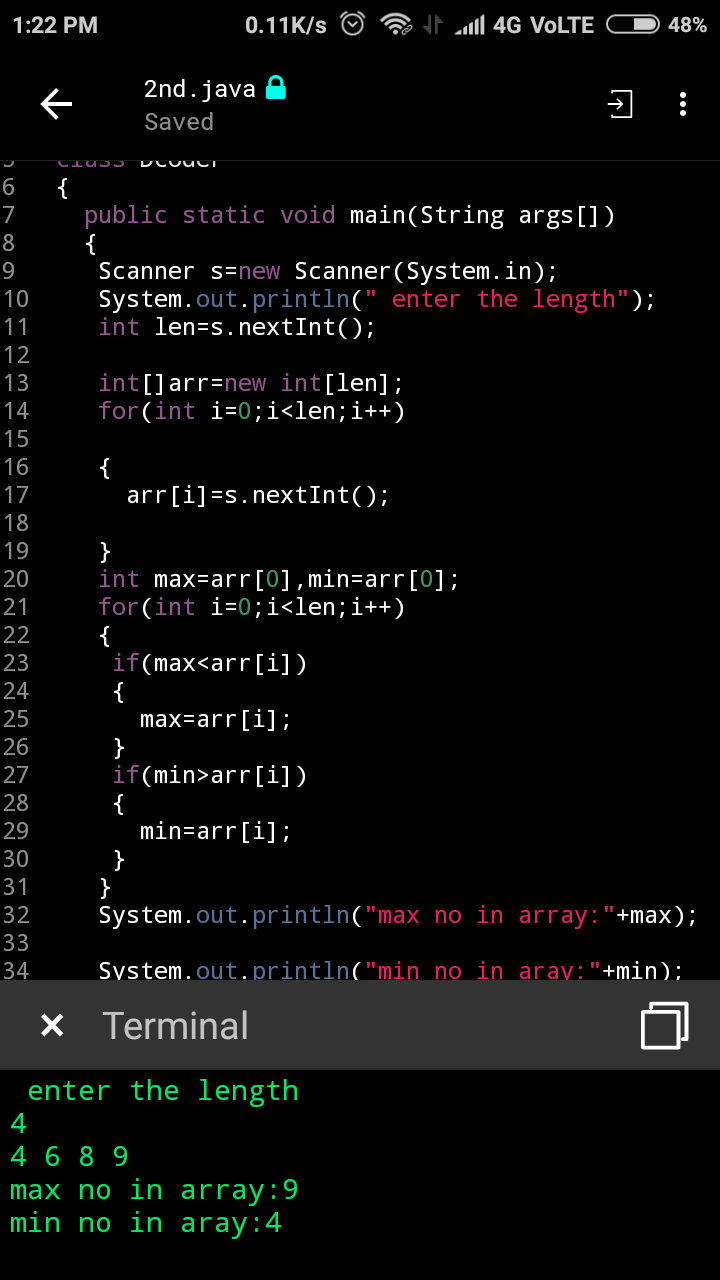 1:22 PM 0.11K/s 4G VoLTE 48%
2nd.java
Saved
5 class Dcoder
6 {
7 public static void main(String args[])
8 {
9 Scanner s=new Scanner(System.in);
10 System.out.println(" enter the length");
11 int len=s.nextInt();
12
13 int[]arr=new int[len];
14 for(int i=0;i<len;i++)
15
16 {
17 arr[i]=s.nextInt();
18
19 }
20 int max=arr[0],min=arr[0];
21 for(int i=0;i<len;i++)
22 {
23 if(max<arr[i])
24 {
25 max=arr[i];
26 }
27 if(min>arr[i])
28 {
29 min=arr[i];
30 }
31 }
32 System.out.println("max no in array:"+max);
33
34 System.out.println("min no in aray:"+min);
Terminal
enter the length
4
4 6 8 9
max no in array:9
min no in aray:4